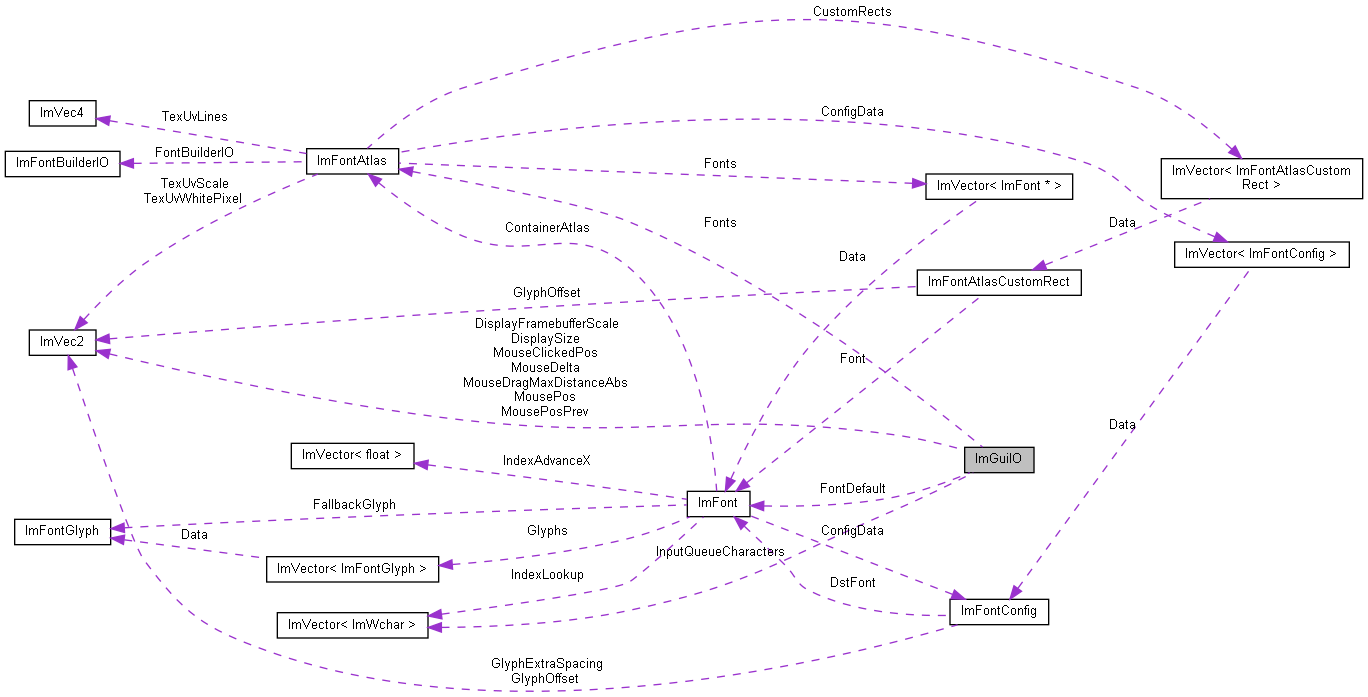 CustomRects
ImVec4
TexUvLines
ConfigData
FontBuilderIO
ImFontBuilderIO
ImFontAtlas
Fonts
ImVector< ImFontAtlasCustom
Rect >
TexUvScale
TexUvWhitePixel
ImVector< ImFont * >
ContainerAtlas
Fonts
Data
Data
ImVector< ImFontConfig >
ImFontAtlasCustomRect
GlyphOffset
DisplayFramebufferScale
DisplaySize
MouseClickedPos
MouseDelta
MouseDragMaxDistanceAbs
MousePos
MousePosPrev
ImVec2
Font
Data
ImVector< float >
IndexAdvanceX
ImGuiIO
FontDefault
FallbackGlyph
ImFont
ImFontGlyph
Data
Glyphs
ConfigData
InputQueueCharacters
ImVector< ImFontGlyph >
IndexLookup
DstFont
ImFontConfig
ImVector< ImWchar >
GlyphExtraSpacing
GlyphOffset